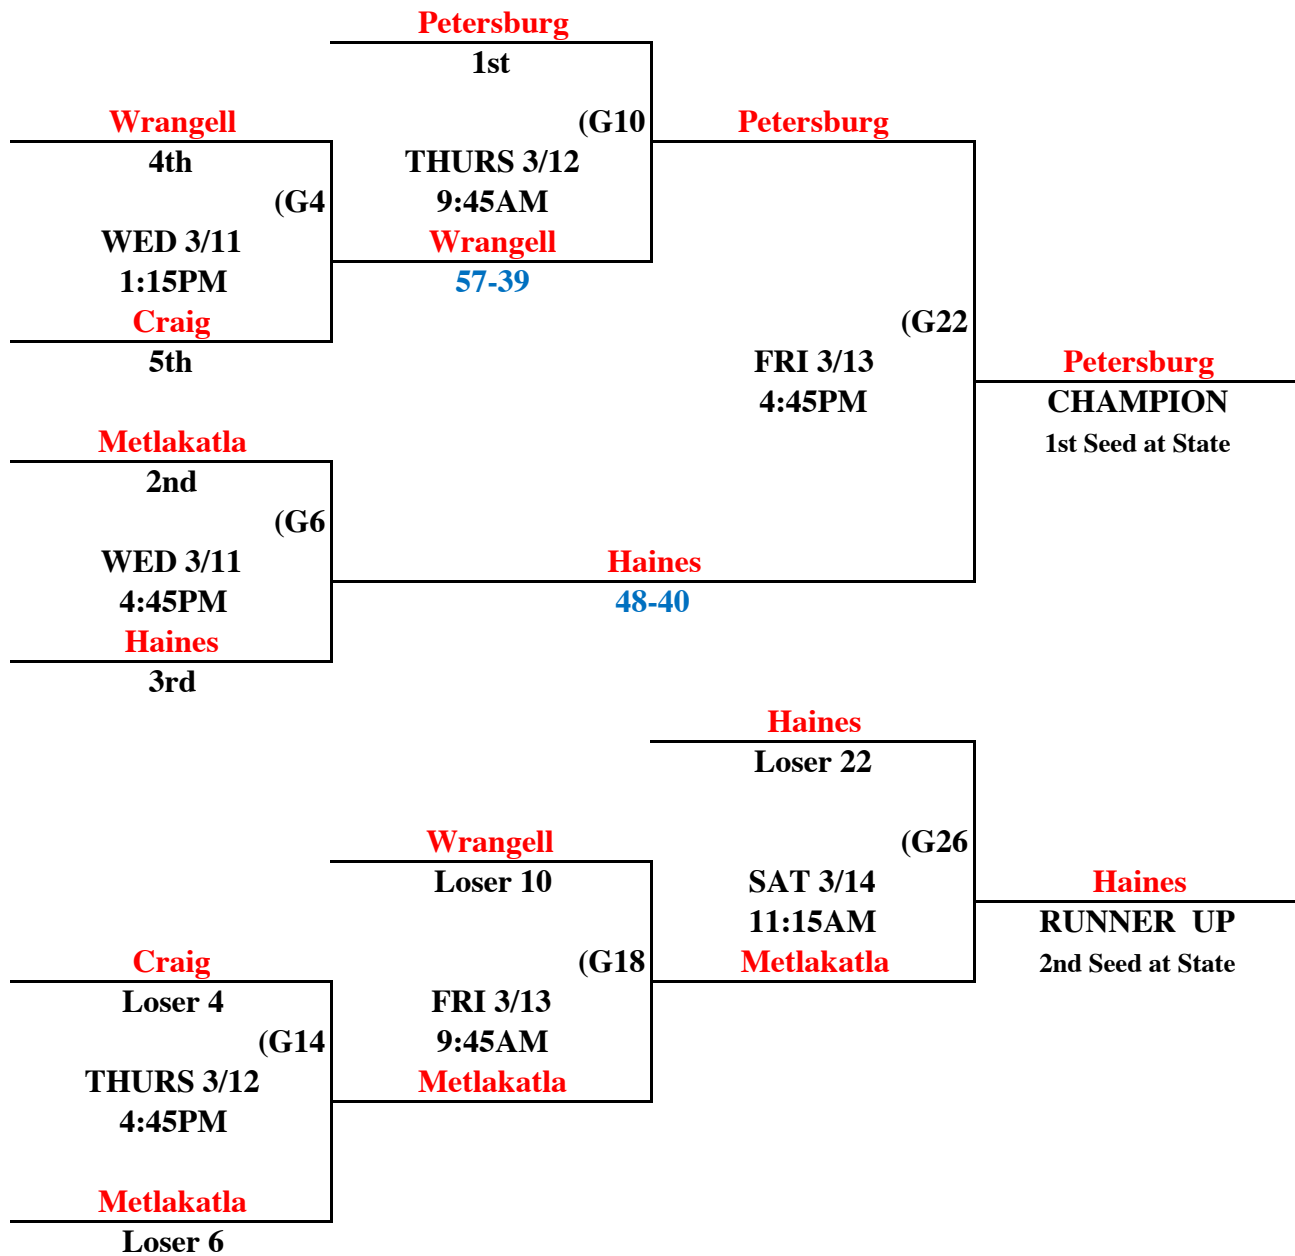 Petersburg
1st
Wrangell
(G10
Petersburg
4th
THURS 3/12
(G4
9:45AM
WED 3/11
Wrangell
1:15PM
57-39
Craig
(G22
5th
FRI 3/13
Petersburg
4:45PM
CHAMPION
Metlakatla
1st Seed at State
2nd
(G6
WED 3/11
Haines
4:45PM
48-40
Haines
3rd
Haines
Loser 22
Wrangell
(G26
Loser 10
SAT 3/14
Haines
11:15AM
RUNNER UP
Craig
(G18
Metlakatla
2nd Seed at State
Loser 4
FRI 3/13
(G14
9:45AM
THURS 3/12
Metlakatla
4:45PM
Metlakatla
Loser 6